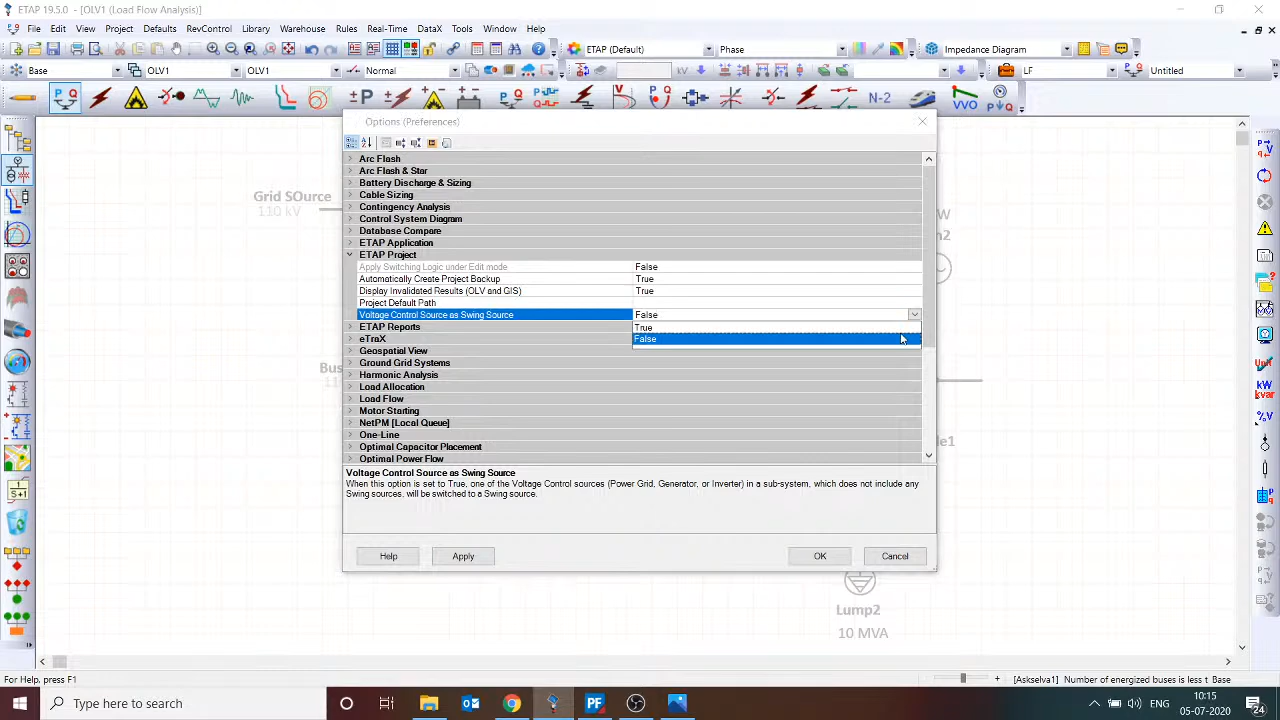 ETAP 19.5.0 - [OLV1 (Load Flow Analysis)]
File Edit View Project Defaults RevControl Library Warehouse Rules Real-Time DataX Tools Window Help
ETAP (Default) Phase Impedance Diagram
Base OLV1 OLV1 Normal kV LF Untitled
N-2 VVO
Options (Preferences)
Arc Flash
Arc Flash & Star
Battery Discharge & Sizing
Cable Sizing
Contingency Analysis
Control System Diagram
Database Compare
ETAP Application
ETAP Project
Apply Switching Logic under Edit mode False
Automatically Create Project Backup True
Display Invalidated Results (OLV and GIS) True
Project Default Path
Voltage Control Source as Swing Source False
True
False
ETAP Reports
eTraX
Geospatial View
Ground Grid Systems
Harmonic Analysis
Load Allocation
Load Flow
Motor Starting
NetPM [Local Queue]
One-Line
Optimal Capacitor Placement
Optimal Power Flow
Voltage Control Source as Swing Source
When this option is set to True, one of the Voltage Control sources (Power Grid, Generator, or Inverter) in a sub-system, which does not include any
Swing sources, will be switched to a Swing source.
Help Apply OK Cancel
Grid SOurce
110 kV
Lump2
10 MVA
For Help, press F1
[Askselva1] Number of energized buses is less t Base
Type here to search
ENG
10:15
05-07-2020
24